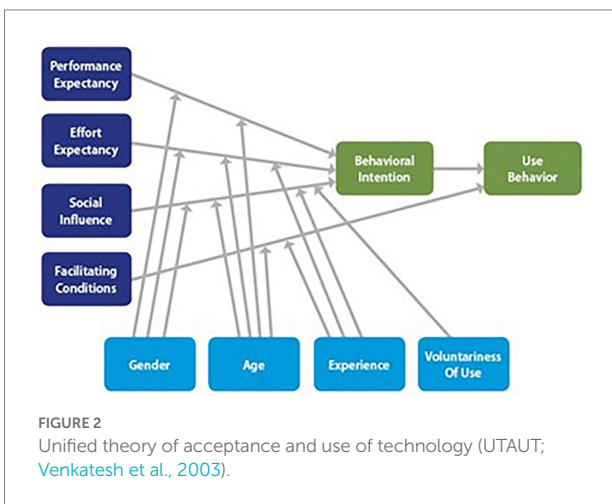 Performance
Expectancy
Effort
Expectancy
Social
Influence
Facilitating
Conditions
Behavioral
Intention
Use
Behavior
Gender
Age
Experience
Voluntariness
Of Use
FIGURE 2
Unified theory of acceptance and use of technology (UTAUT;
Venkatesh et al., 2003).